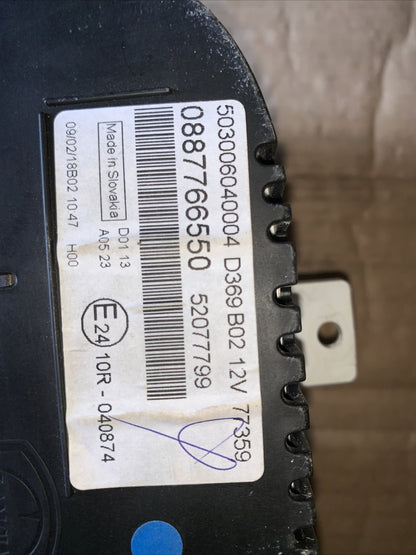 503006040004 D369 B02 12V 77359
0887766550 52077799
Made in Slovakia D01 13
A05 23
09/02/18B02 10 47 H00
E 24 10R - 040874